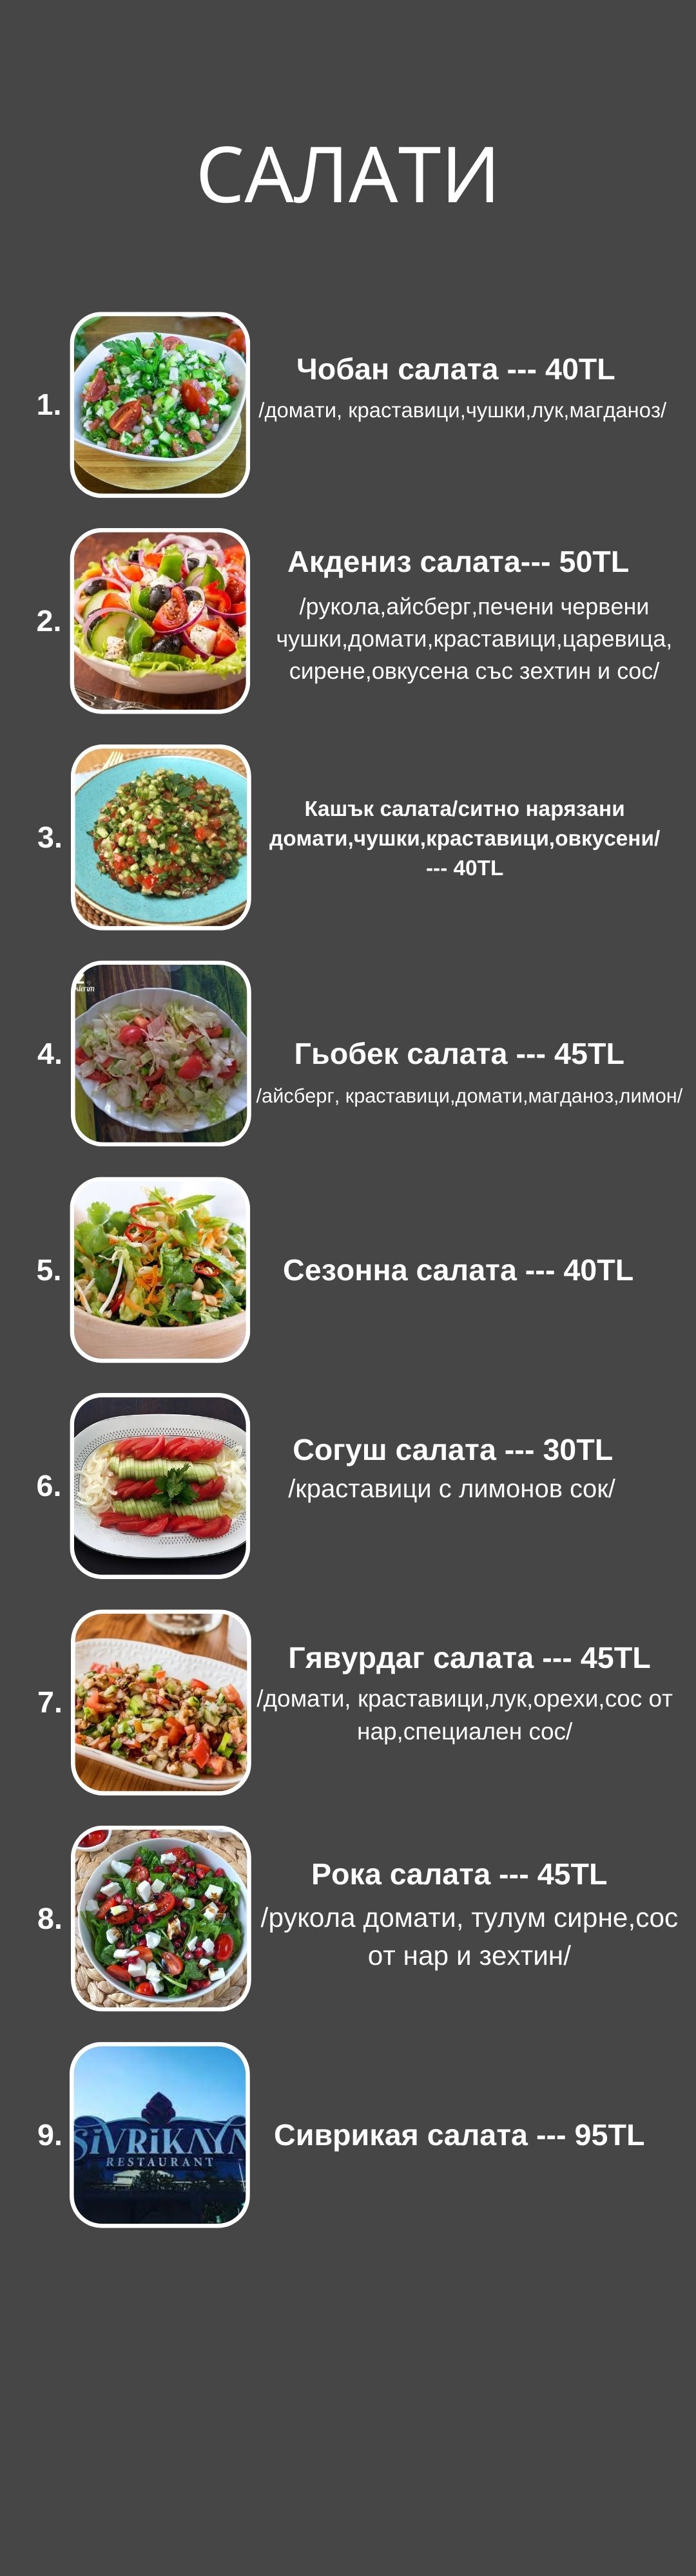 САЛАТИ
1.
Чобан салата --- 40TL
/домати, краставици,чушки,лук,магданоз/
2.
Акдениз салата--- 50TL
/рукола,айсберг,печени червени
чушки,домати,краставици,царевица,
сирене,овкусена със зехтин и сос/
3.
Кашък салата/ситно нарязани
домати,чушки,краставици,овкусени/
--- 40TL
4.
Гьобек салата --- 45TL
/айсберг, краставици,домати,магданоз,лимон/
5.
Сезонна салата --- 40TL
6.
Согуш салата --- 30TL
/краставици с лимонов сок/
7.
Гявурдаг салата --- 45TL
/домати, краставици,лук,орехи,сос от
нар,специален сос/
8.
Рока салата --- 45TL
/рукола домати, тулум сирне,сос
от нар и зехтин/
9.
SİVRİKAYA
RESTAURANT
Сиврикая салата --- 95TL